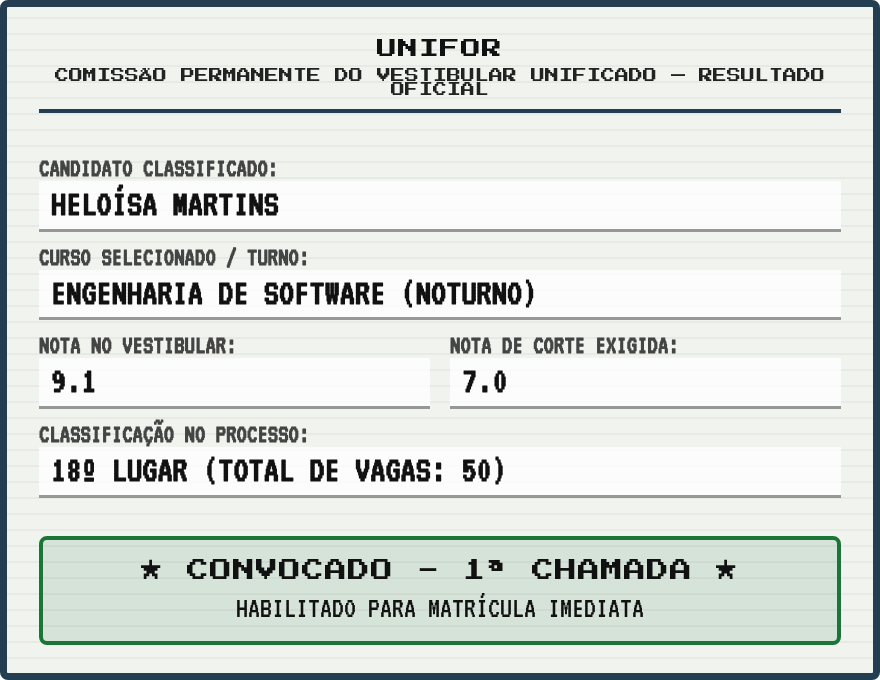 UNIFOR
COMISSÃO PERMANENTE DO VESTIBULAR UNIFICADO — RESULTADO
OFICIAL
CANDIDATO CLASSIFICADO:
HELOÍSA MARTINS
CURSO SELECIONADO / TURNO:
ENGENHARIA DE SOFTWARE (NOTURNO)
NOTA NO VESTIBULAR:
9.1
NOTA DE CORTE EXIGIDA:
7.0
CLASSIFICAÇÃO NO PROCESSO:
18º LUGAR (TOTAL DE VAGAS: 50)
★ CONVOCADO - 1ª CHAMADA ★
HABILITADO PARA MATRÍCULA IMEDIATA